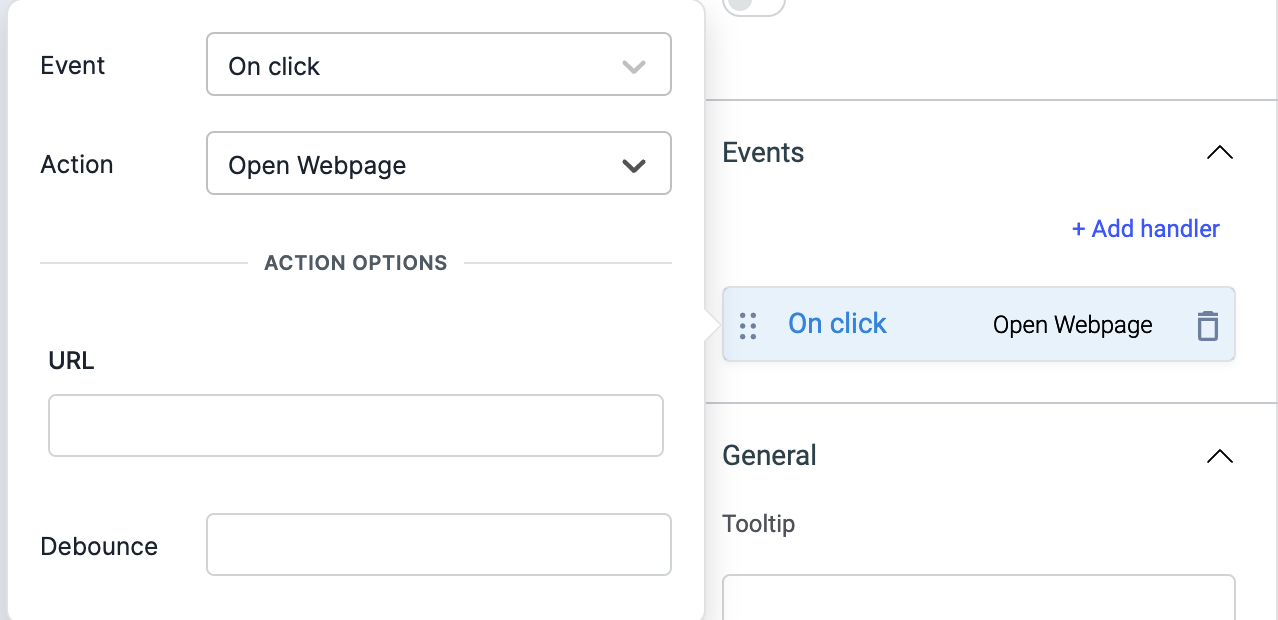 Event
On click
Action
Open Webpage
ACTION OPTIONS
URL
Debounce
Events
+ Add handler
On click
Open Webpage
General
Tooltip